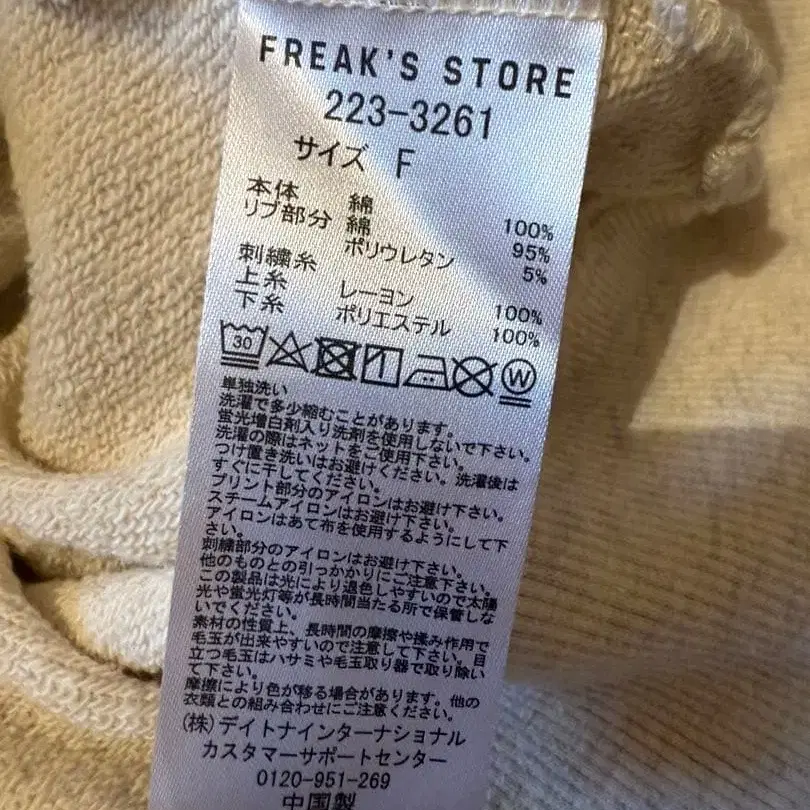 FREAK'S STORE
223-3261
サイズ F
本体 綿 100%
リブ部分 綿 95%
ポリウレタン 5%
刺繍糸
上糸 レーヨン 100%
下糸 ポリエステル 100%
30 W
単独洗い
洗濯で多少縮むことがあります。
蛍光増白剤入り洗剤を使用しないで下さい。
洗濯の際はネットをご使用下さい。
つけ置き洗いはお避けください。洗濯後は
すぐに干してください。
プリント部分のアイロンはお避け下さい。
スチームアイロンはお避け下さい。
アイロンはあて布を使用するようにして下
さい。
刺繍部分のアイロンはお避け下さい。
他のものとの引っかかりにご注意下さい。
この製品は光により退色しやすいので太陽
光や蛍光灯等が長時間当たる所で保管しな
いでください。
素材の性質上、長時間の摩擦や揉み作用で
毛玉が出来やすいので注意して下さい。目
立つ毛玉はハサミや毛玉取り器で取り除い
て下さい。
摩擦により色が移る場合があります。他の
衣類との組み合わせにご注意ください。
(株)デイトナインターナショナル
カスタマーサポートセンター
0120-951-269
中国製